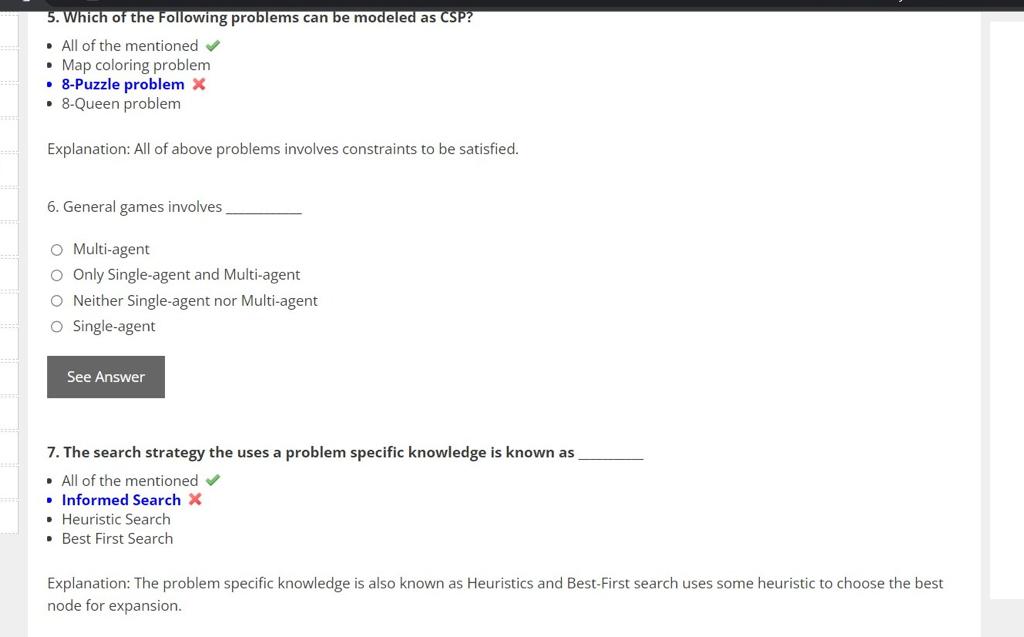 5. Which of the Following problems can be modeled as CSP?
All of the mentioned
Map coloring problem
8-Puzzle problem
8-Queen problem
Explanation: All of above problems involves constraints to be satisfied.
6. General games involves ___________
Multi-agent
Only Single-agent and Multi-agent
Neither Single-agent nor Multi-agent
Single-agent
See Answer
7. The search strategy the uses a problem specific knowledge is known as __________
All of the mentioned
Informed Search
Heuristic Search
Best First Search
Explanation: The problem specific knowledge is also known as Heuristics and Best-First search uses some heuristic to choose the best
node for expansion.